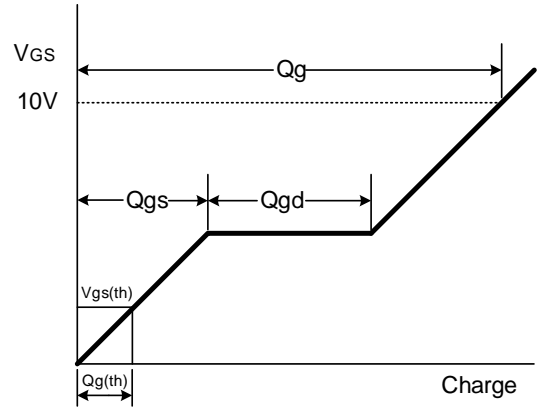 VGS
Qg
10V
Qgs
Qgd
Vgs(th)
Qg(th)
Charge